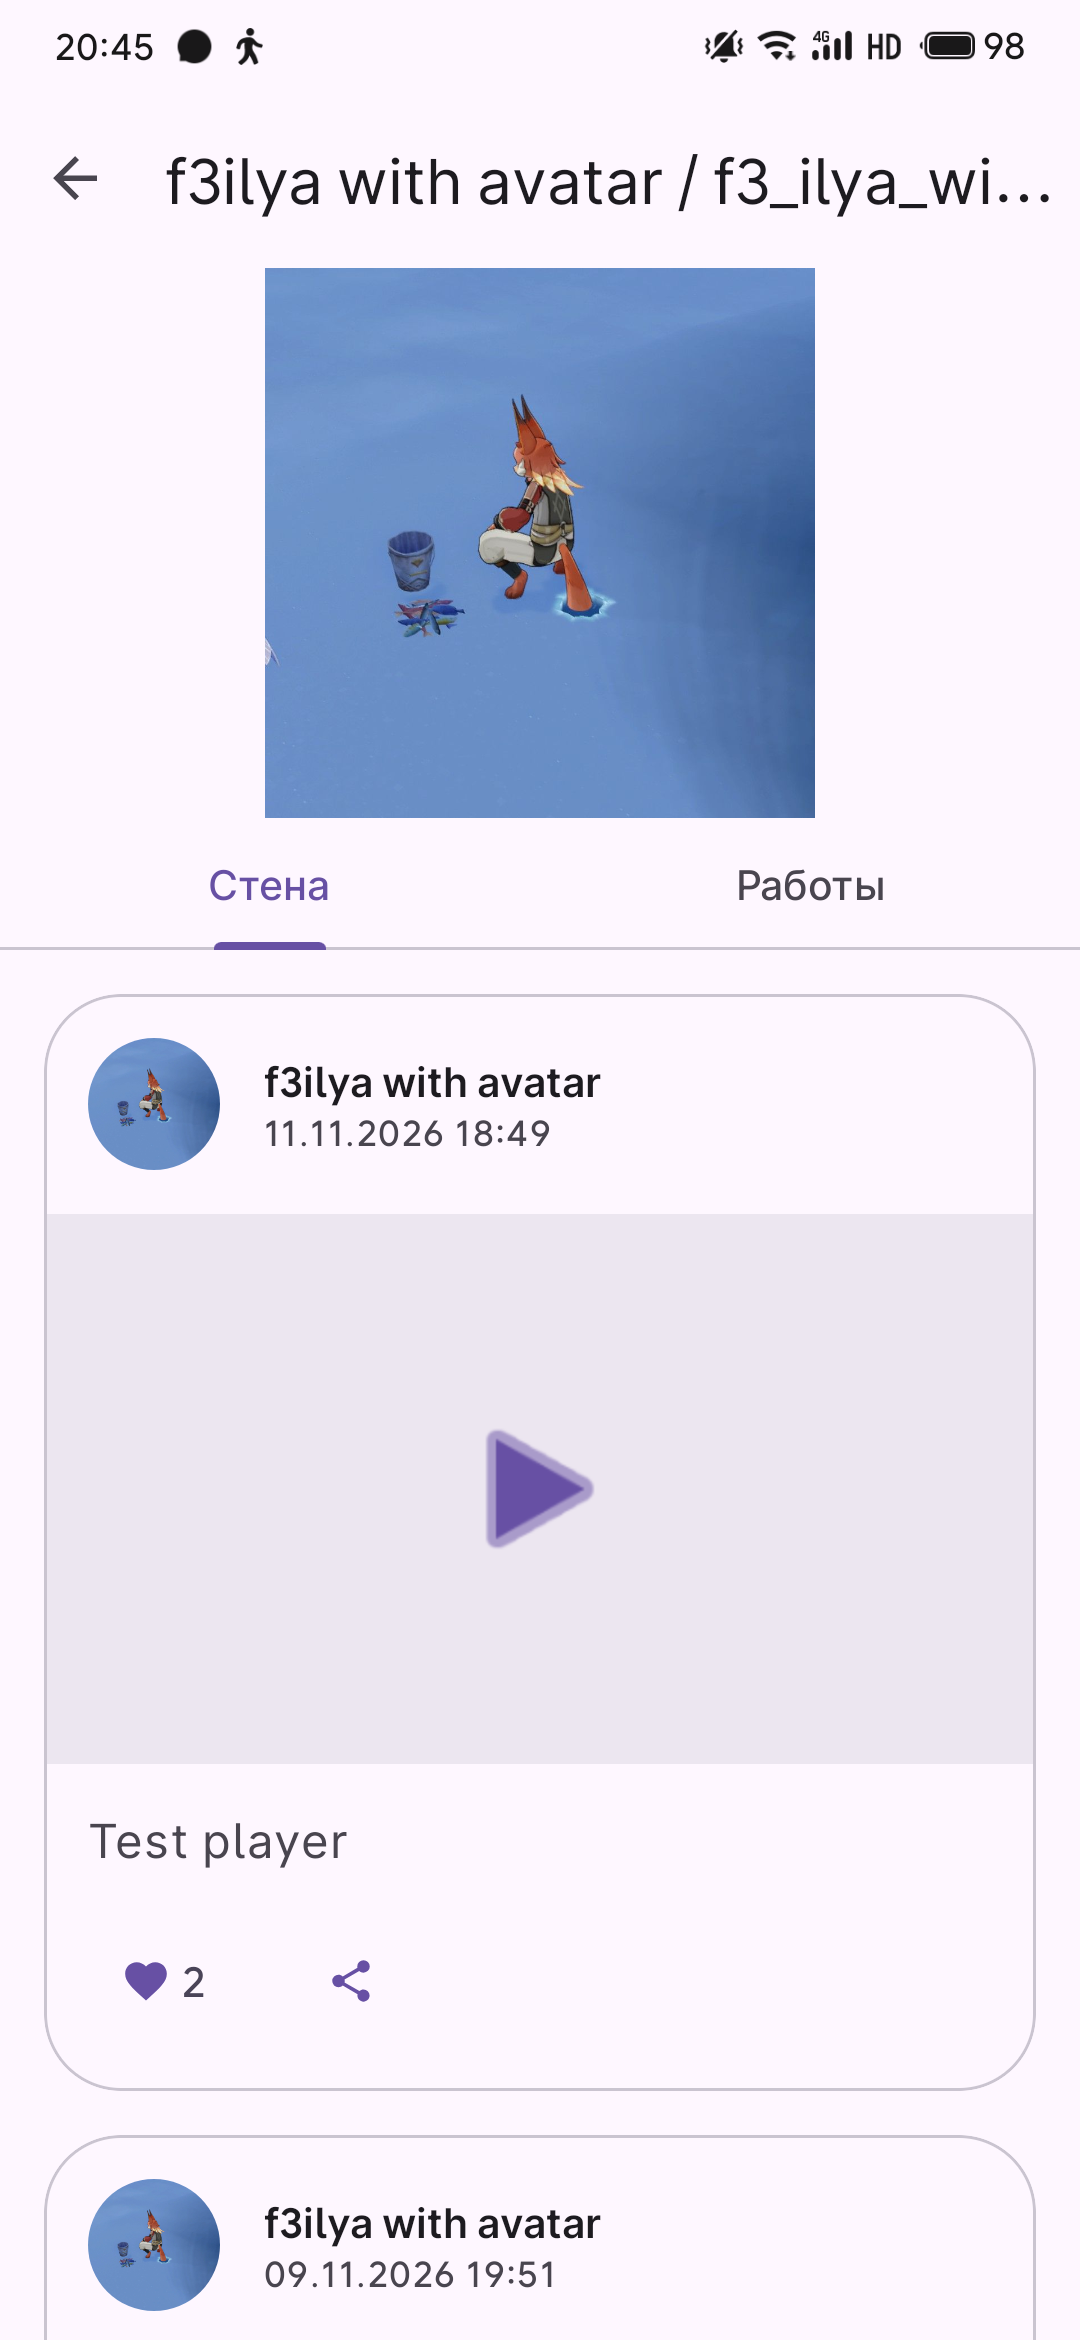 20:45 4G HD 98
f3ilya with avatar / f3_ilya_wi...
Стена Работы
f3ilya with avatar
11.11.2026 18:49
Test player
2
f3ilya with avatar
09.11.2026 19:51